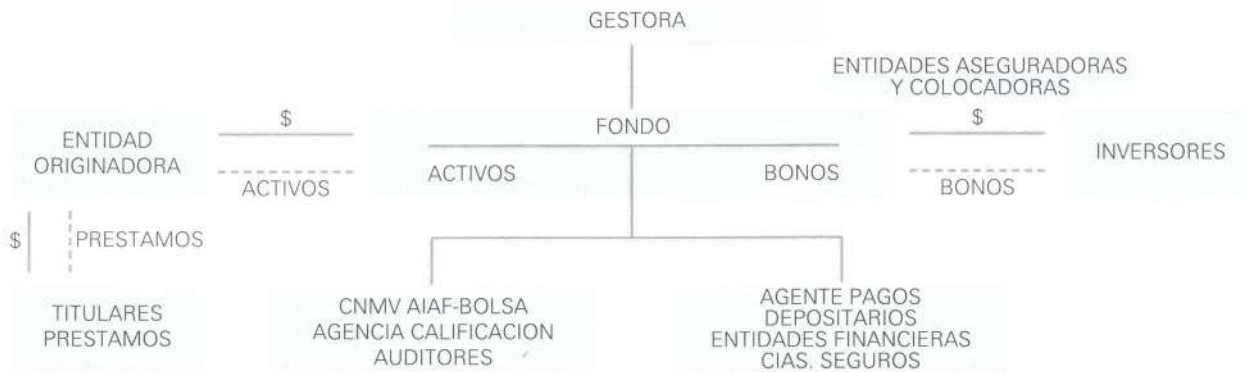 GESTORA
ENTIDADES ASEGURADORAS
Y COLOCADORAS
$
FONDO
$
ENTIDAD
ORIGINADORA
ACTIVOS
ACTIVOS
BONOS
BONOS
INVERSORES
$
PRESTAMOS
TITULARES
PRESTAMOS
CNMV AIAF-BOLSA
AGENCIA CALIFICACION
AUDITORES
AGENTE PAGOS
DEPOSITARIOS
ENTIDADES FINANCIERAS
CIAS. SEGUROS